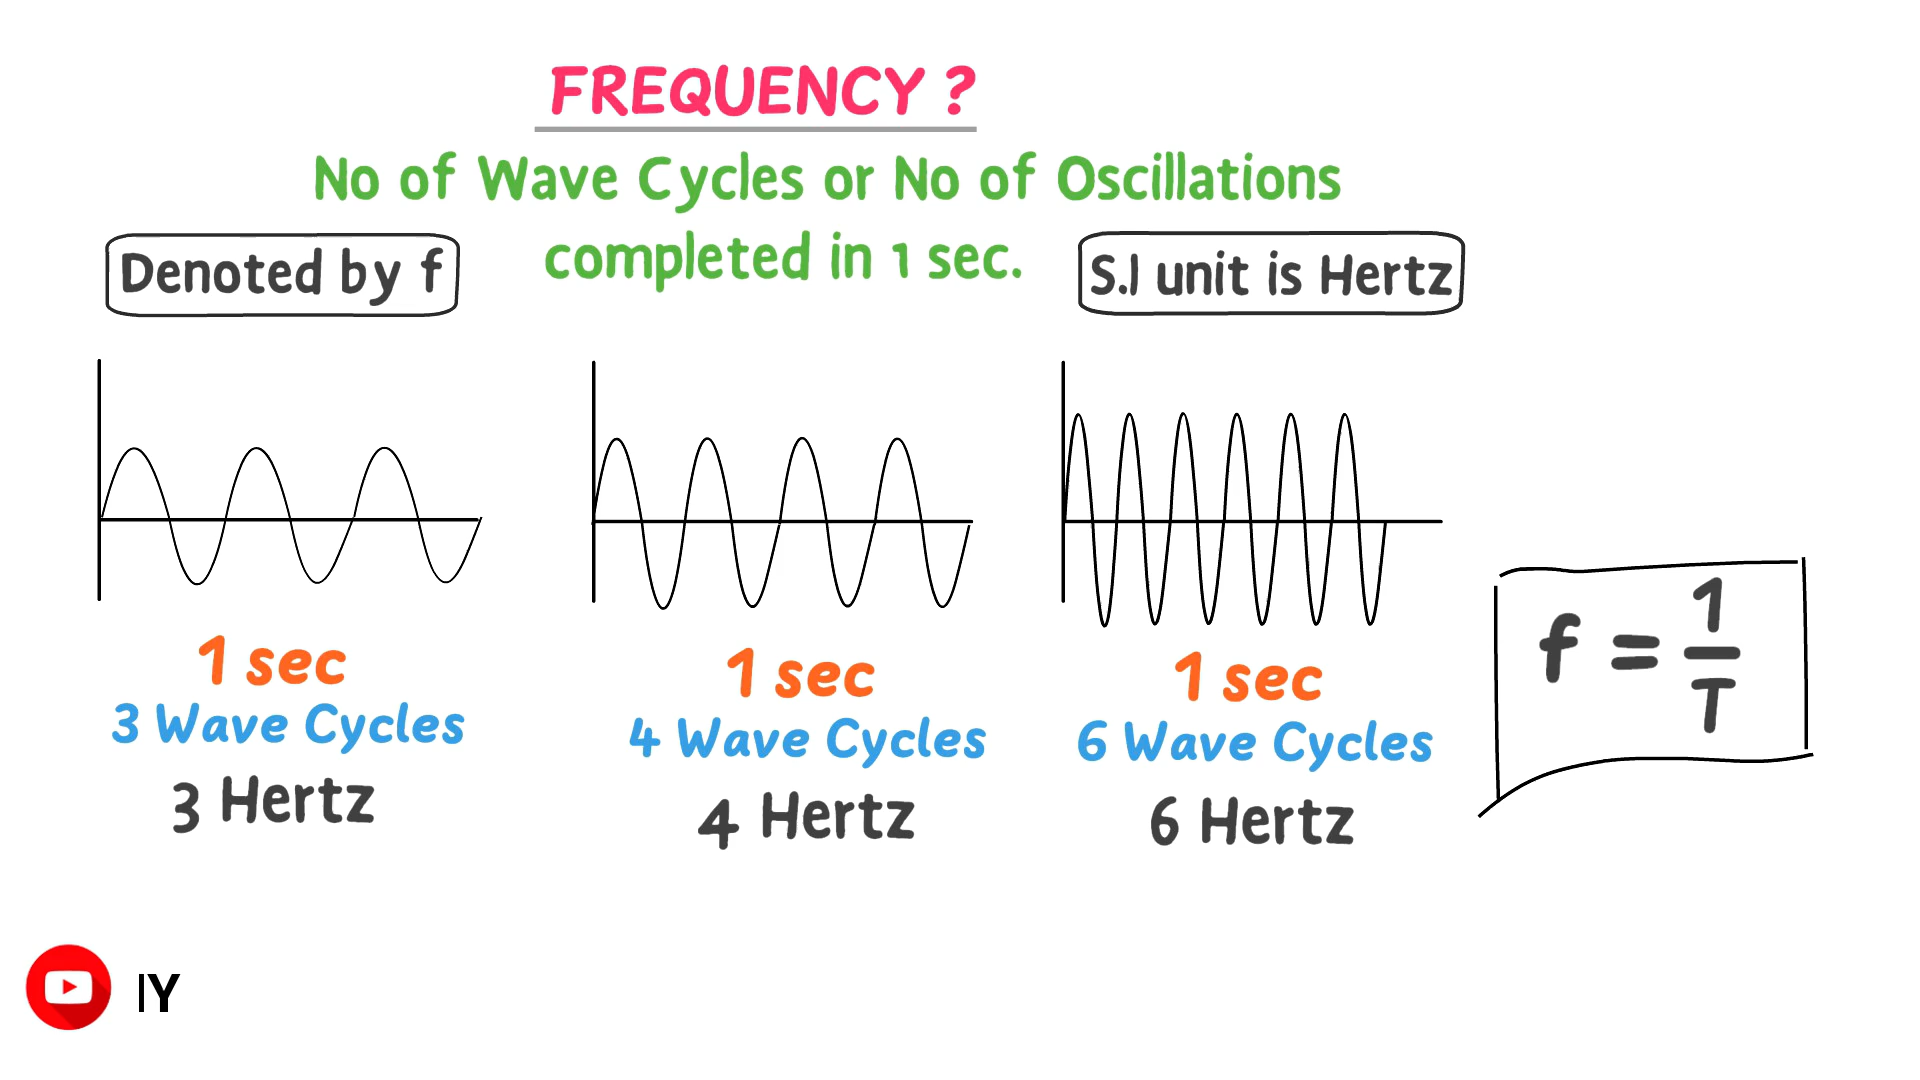 FREQUENCY ?
No of Wave Cycles or No of Oscillations
completed in 1 sec.
Denoted by f
S.I unit is Hertz
1 sec
3 Wave Cycles
3 Hertz
1 sec
4 Wave Cycles
4 Hertz
1 sec
6 Wave Cycles
6 Hertz
f = 1/T
IY